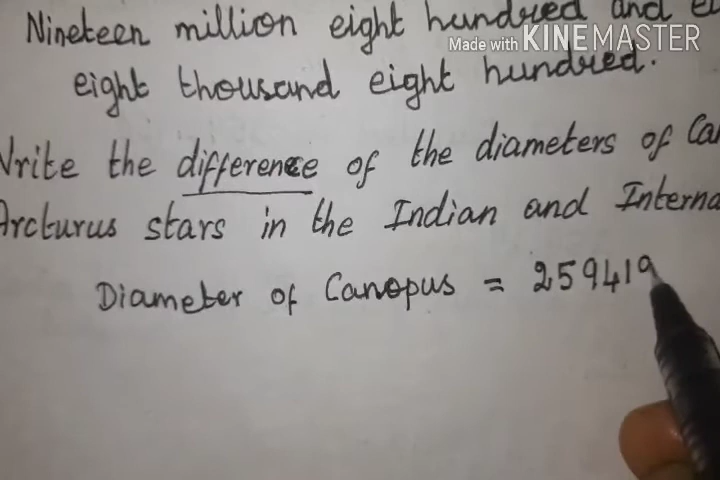 Nineteen million eight hundred and
Made with KINEMASTER
eight thousand eight hundred.
Write the difference of the diameters of
Arcturus stars in the Indian and
Diameter of Canopus = 259419